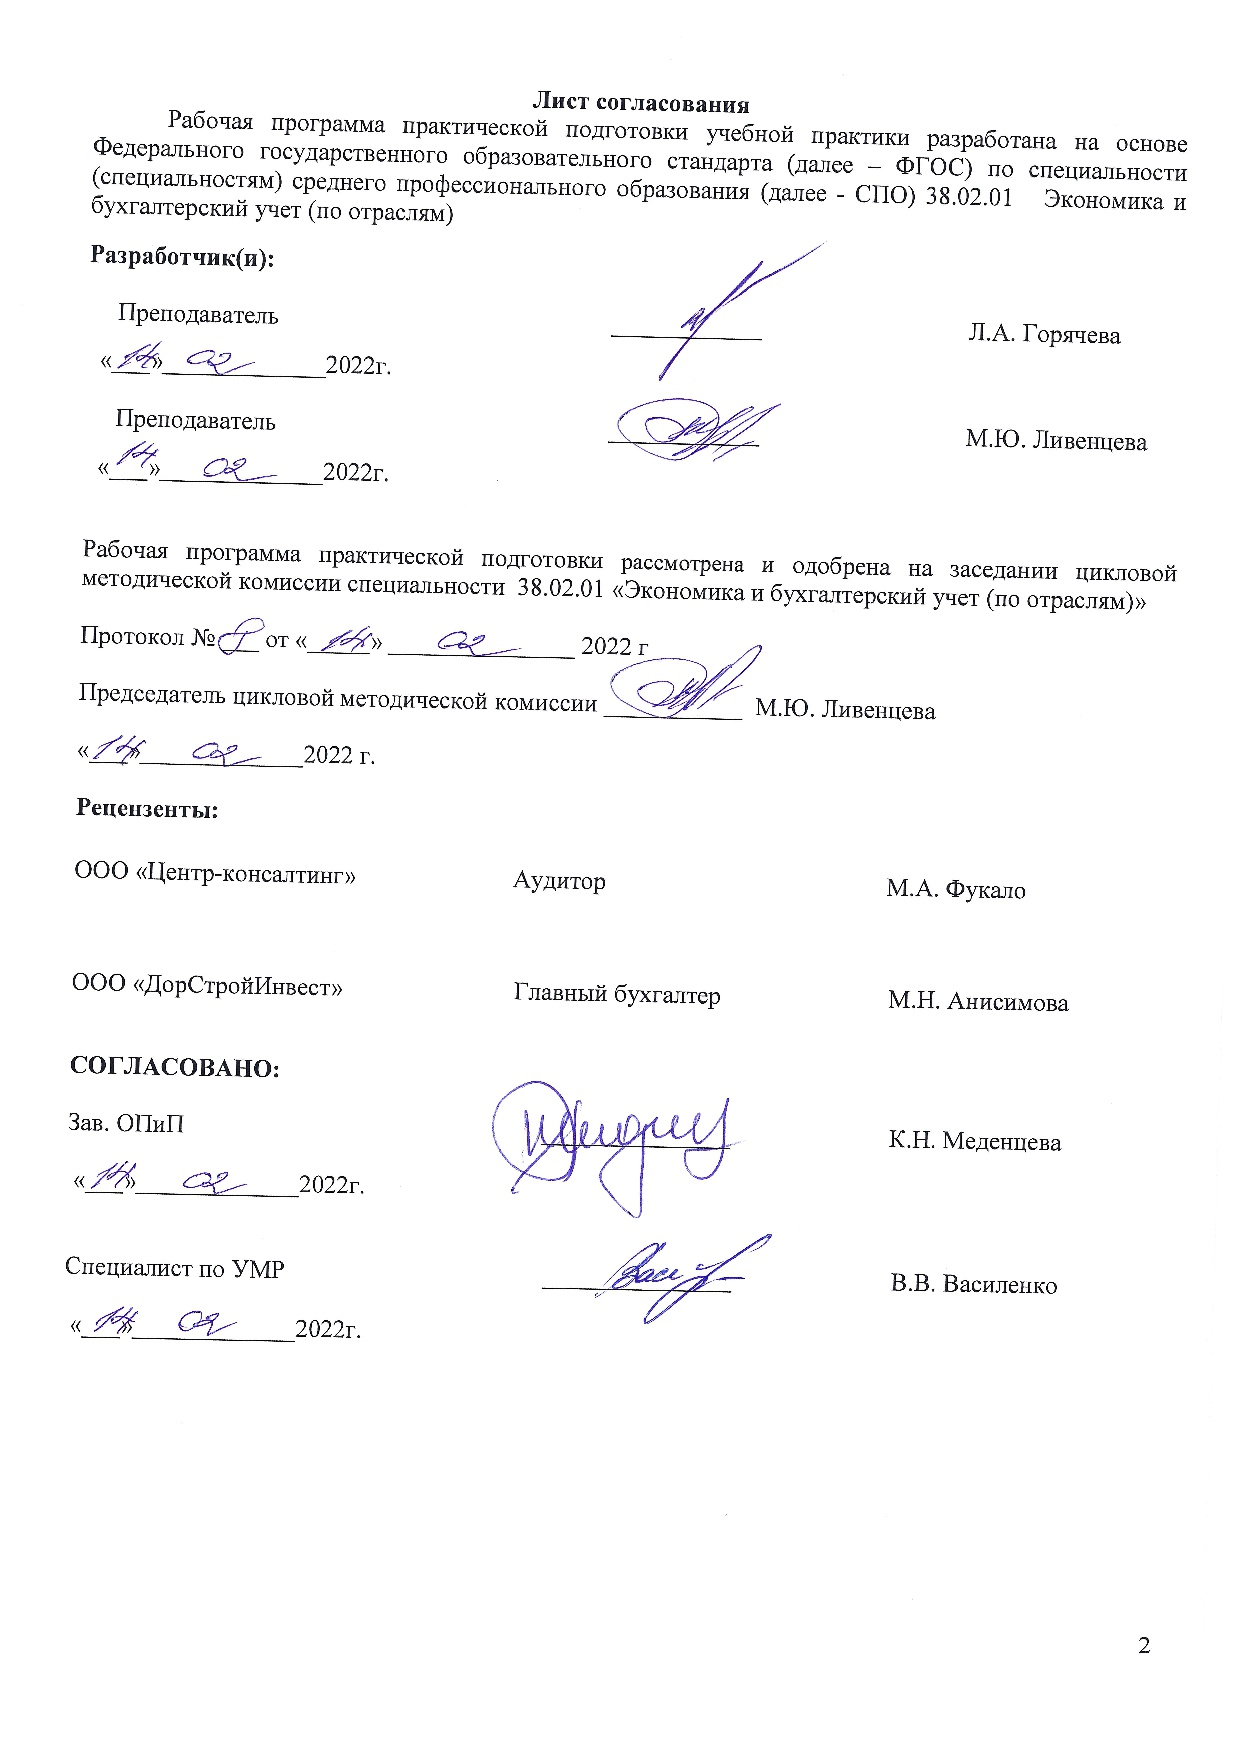 Лист согласования
Рабочая программа практической подготовки учебной практики разработана на основе
Федерального государственного образовательного стандарта (далее – ФГОС) по специальности
(специальностям) среднего профессионального образования (далее - СПО) 38.02.01 Экономика и
бухгалтерский учет (по отраслям)
Разработчик(и):
Преподаватель Л.А. Горячева
«14» 02 2022г.
Преподаватель М.Ю. Ливенцева
«14» 02 2022г.
Рабочая программа практической подготовки рассмотрена и одобрена на заседании цикловой
методической комиссии специальности 38.02.01 «Экономика и бухгалтерский учет (по отраслям)»
Протокол № от «14» 02 2022 г
Председатель цикловой методической комиссии М.Ю. Ливенцева
«14» 02 2022 г.
Рецензенты:
ООО «Центр-консалтинг» Аудитор М.А. Фукало
ООО «ДорСтройИнвест» Главный бухгалтер М.Н. Анисимова
СОГЛАСОВАНО:
Зав. ОПиП К.Н. Меденцева
«14» 02 2022г.
Специалист по УМР В.В. Василенко
«14» 02 2022г.
2